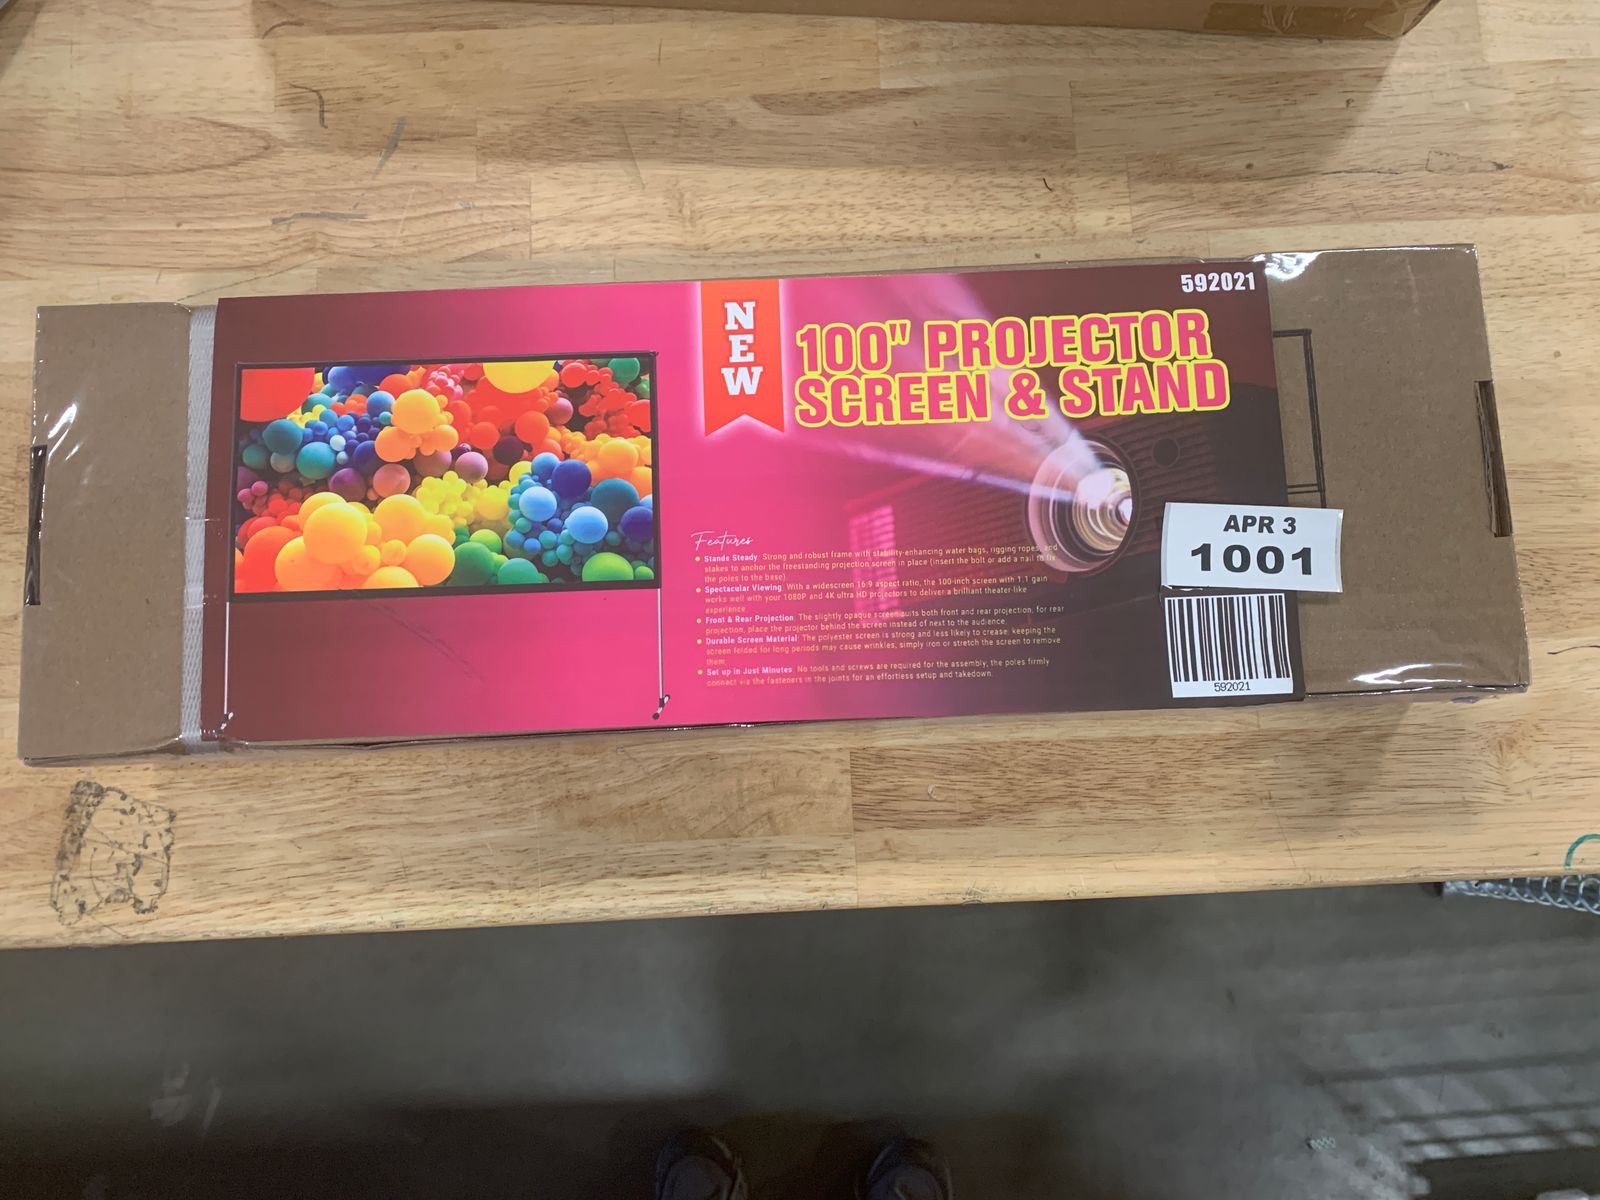 592021
NEW
100" PROJECTOR
SCREEN & STAND
Features
Stands Steady: Strong and robust frame with stability-enhancing water bags, rigging ropes, and
stakes to anchor the freestanding projection screen in place (insert the bolt or add a nail to fix
the poles to the base).
Spectacular Viewing: With a widescreen 16:9 aspect ratio, the 100-inch screen with 1.1 gain
works well with your 1080P and 4K ultra HD projectors to deliver a brilliant theater-like
experience.
Front & Rear Projection: The slightly opaque screen suits both front and rear projection; for rear
projection, place the projector behind the screen instead of next to the audience.
Durable Screen Material: The polyester screen is strong and less likely to crease; keeping the
screen folded for long periods may cause wrinkles, simply iron or stretch the screen to remove
them.
Set up in Just Minutes: No tools and screws are required for the assembly; the poles firmly
connect via the fasteners in the joints for an effortless setup and takedown.
APR 3
1001
592021